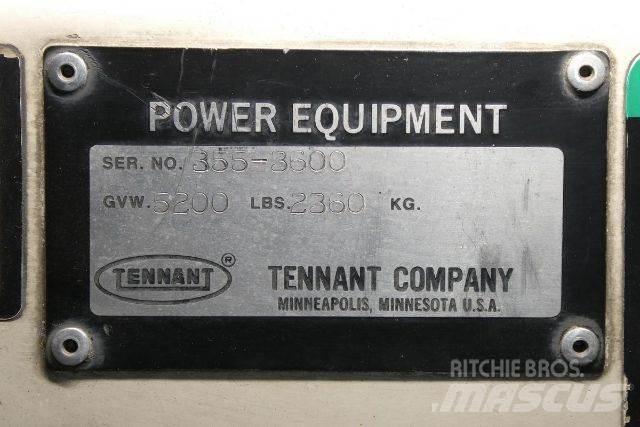 POWER EQUIPMENT
SER. NO. 355-3600
GVW. 5200 LBS. 2360 KG.
TENNANT ®
TENNANT COMPANY
MINNEAPOLIS, MINNESOTA U.S.A.
RITCHIE BROS.
MASCUS